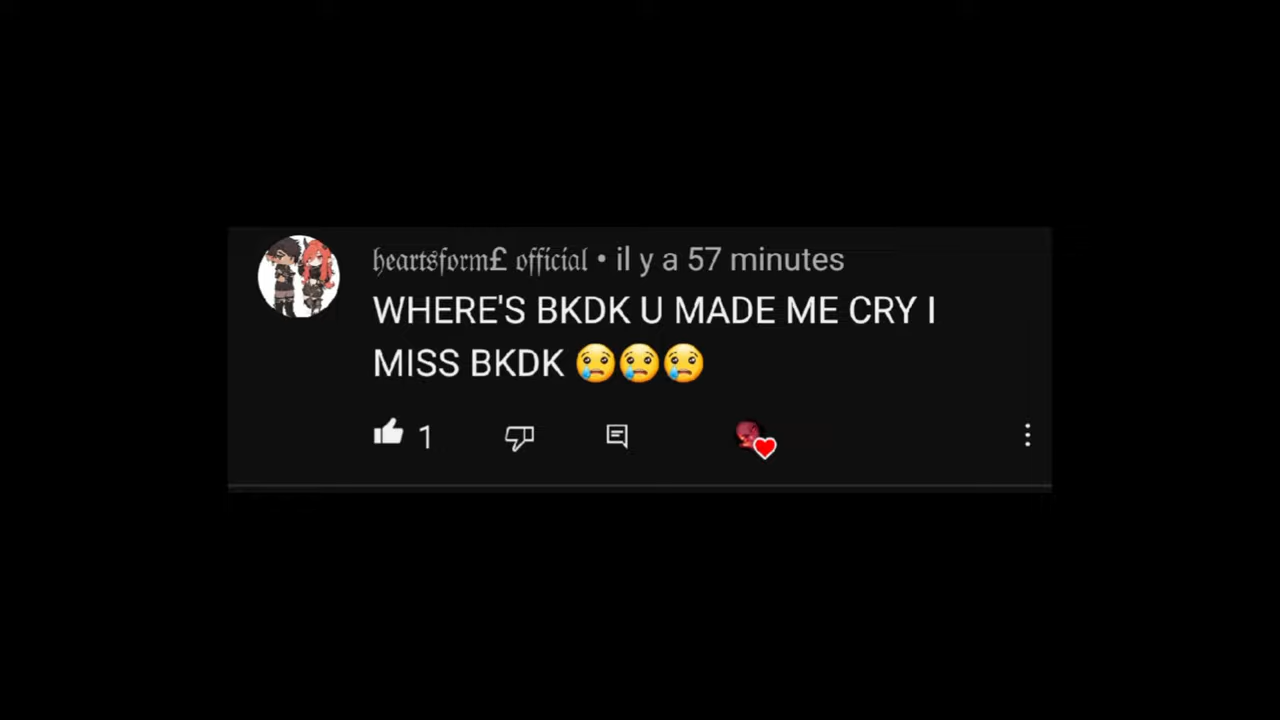 heartsform£ official • il y a 57 minutes
WHERE'S BKDK U MADE ME CRY I
MISS BKDK 😢😢😢
1